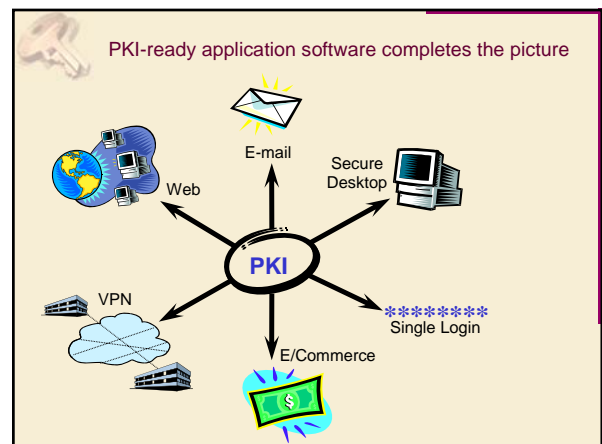 PKI-ready application software completes the picture
E-mail
Secure
Desktop
Web
PKI
VPN
********
Single Login
E/Commerce
$